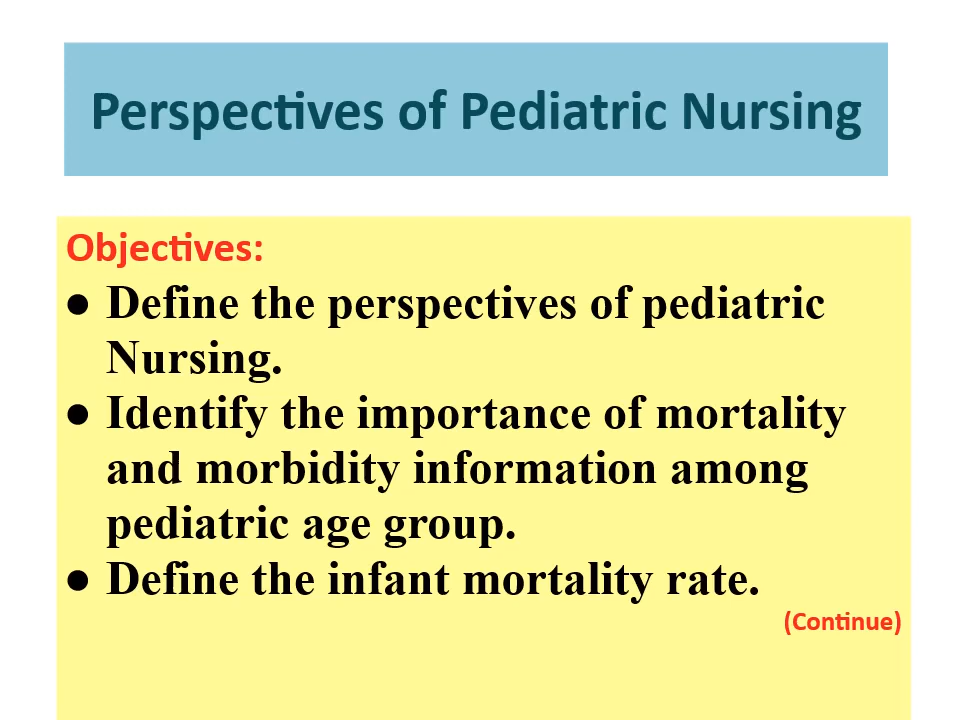 Perspectives of Pediatric Nursing
Objectives:
● Define the perspectives of pediatric
Nursing.
● Identify the importance of mortality
and morbidity information among
pediatric age group.
● Define the infant mortality rate.
(Continue)